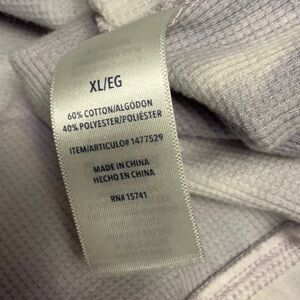 XL/EG
60% COTTON/ALGODON
40% POLYESTER/POLIÉSTER
ITEM/ARTICULO# 1477529
MADE IN CHINA
HECHO EN CHINA
RN# 15741